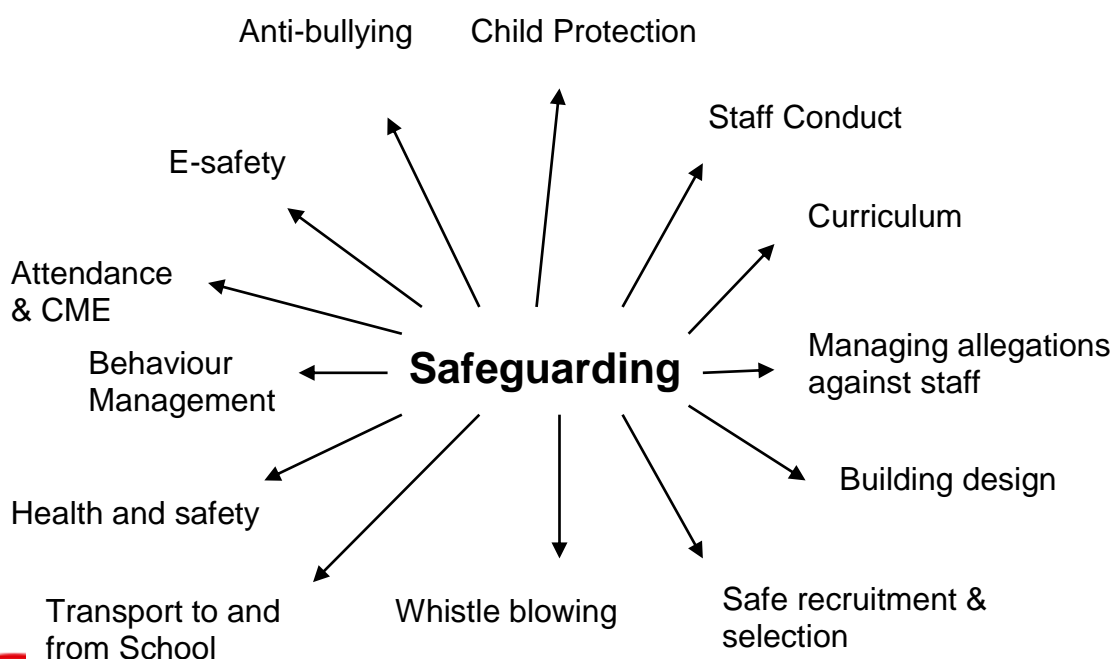 Anti-bullying
Child Protection
Staff Conduct
E-safety
Curriculum
Attendance
& CME
Managing allegations
against staff
Behaviour
Management
Safeguarding
Building design
Health and safety
Safe recruitment &
selection
Transport to and
from School
Whistle blowing